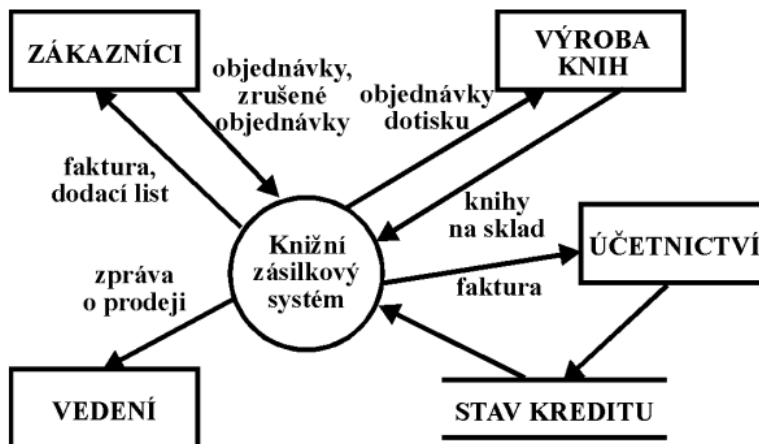 ZÁKAZNÍCI
VÝROBA
KNIH
objednávky,
zrušené
objednávky
objednávky
dotisku
faktura,
dodací list
knihy
na sklad
Knižní
zásilkový
systém
ÚČETNICTVÍ
faktura
zpráva
o prodeji
VEDENÍ
STAV KREDITU